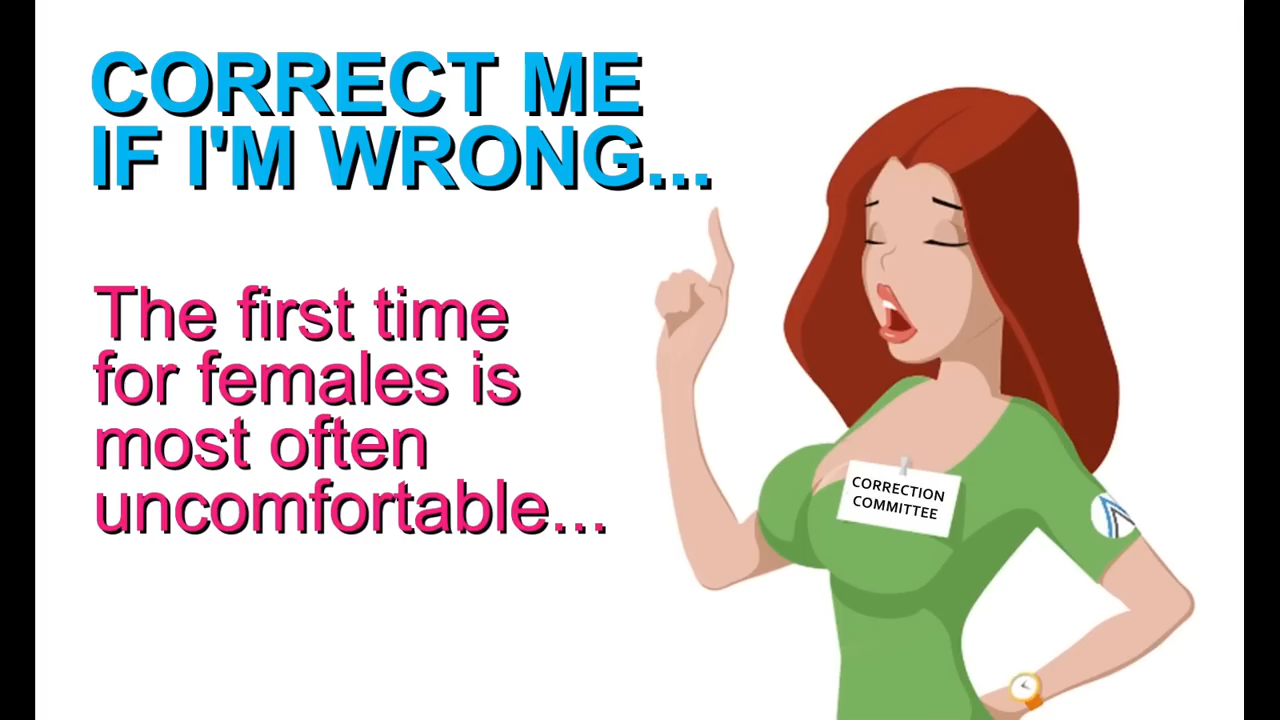 CORRECT ME
IF I'M WRONG...
The first time
for females is
most often
uncomfortable...
CORRECTION
COMMITTEE